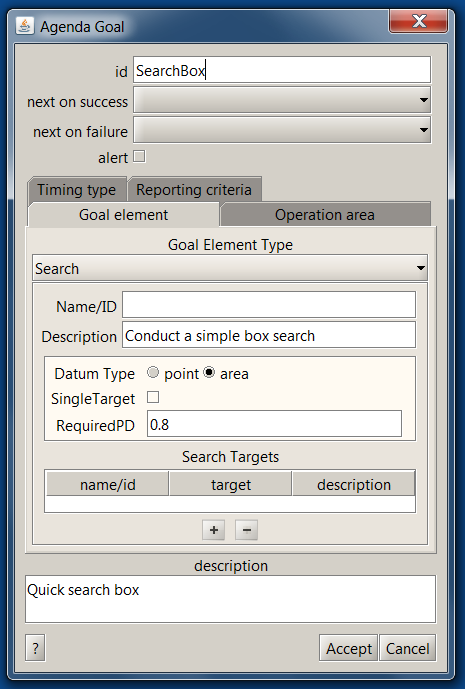 Agenda Goal
id SearchBox
next on success
next on failure
alert
Timing type Reporting criteria
Goal element Operation area
Goal Element Type
Search
Name/ID
Description Conduct a simple box search
Datum Type point area
SingleTarget
RequiredPD 0.8
Search Targets
name/id target description
+ −
description
Quick search box
? Accept Cancel